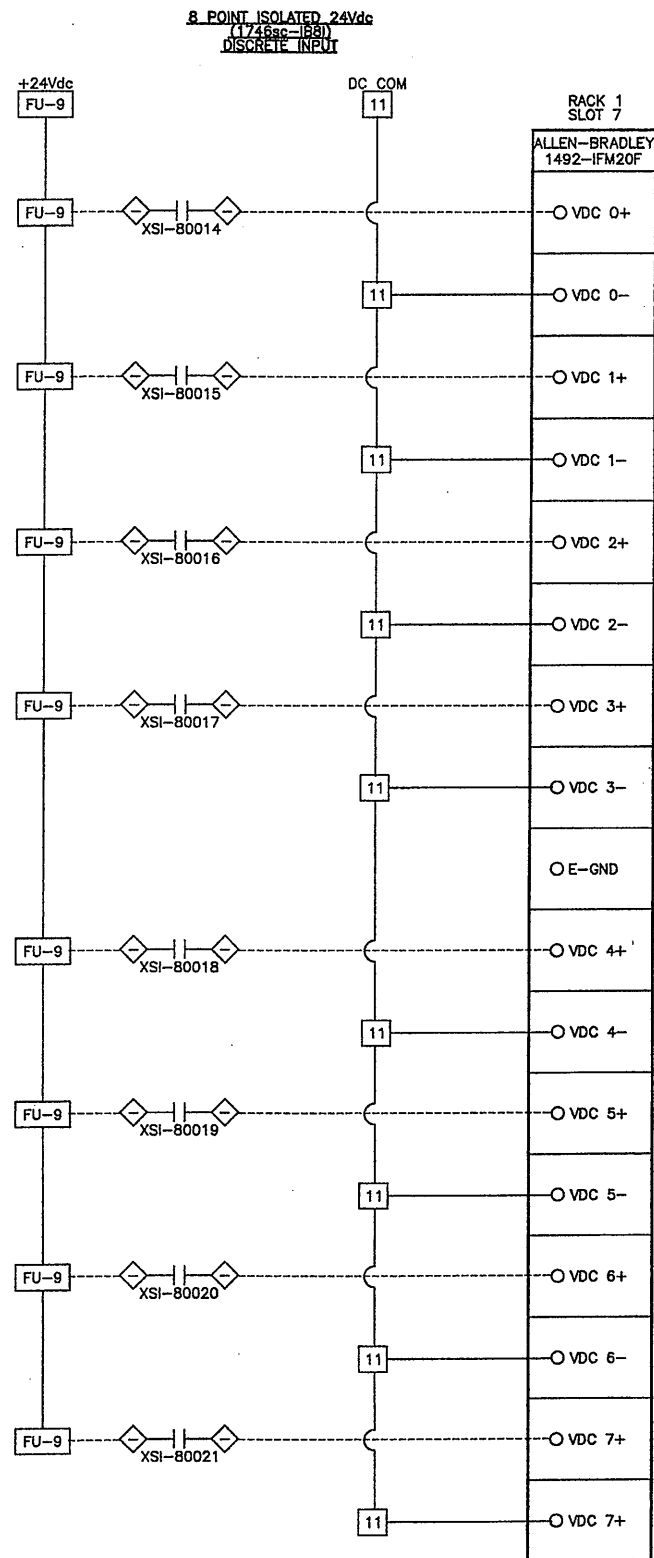 8 POINT ISOLATED 24Vdc
(1746sc-IB8I)
DISCRETE INPUT
+24Vdc
DC COM
FU-9
11
RACK 1
SLOT 7
ALLEN-BRADLEY
1492-IFM20F
FU-9
XSI-80014
VDC 0+
11
VDC 0-
FU-9
XSI-80015
VDC 1+
11
VDC 1-
FU-9
XSI-80016
VDC 2+
11
VDC 2-
FU-9
XSI-80017
VDC 3+
11
VDC 3-
E-GND
FU-9
XSI-80018
VDC 4+
11
VDC 4-
FU-9
XSI-80019
VDC 5+
11
VDC 5-
FU-9
XSI-80020
VDC 6+
11
VDC 6-
FU-9
XSI-80021
VDC 7+
11
VDC 7+